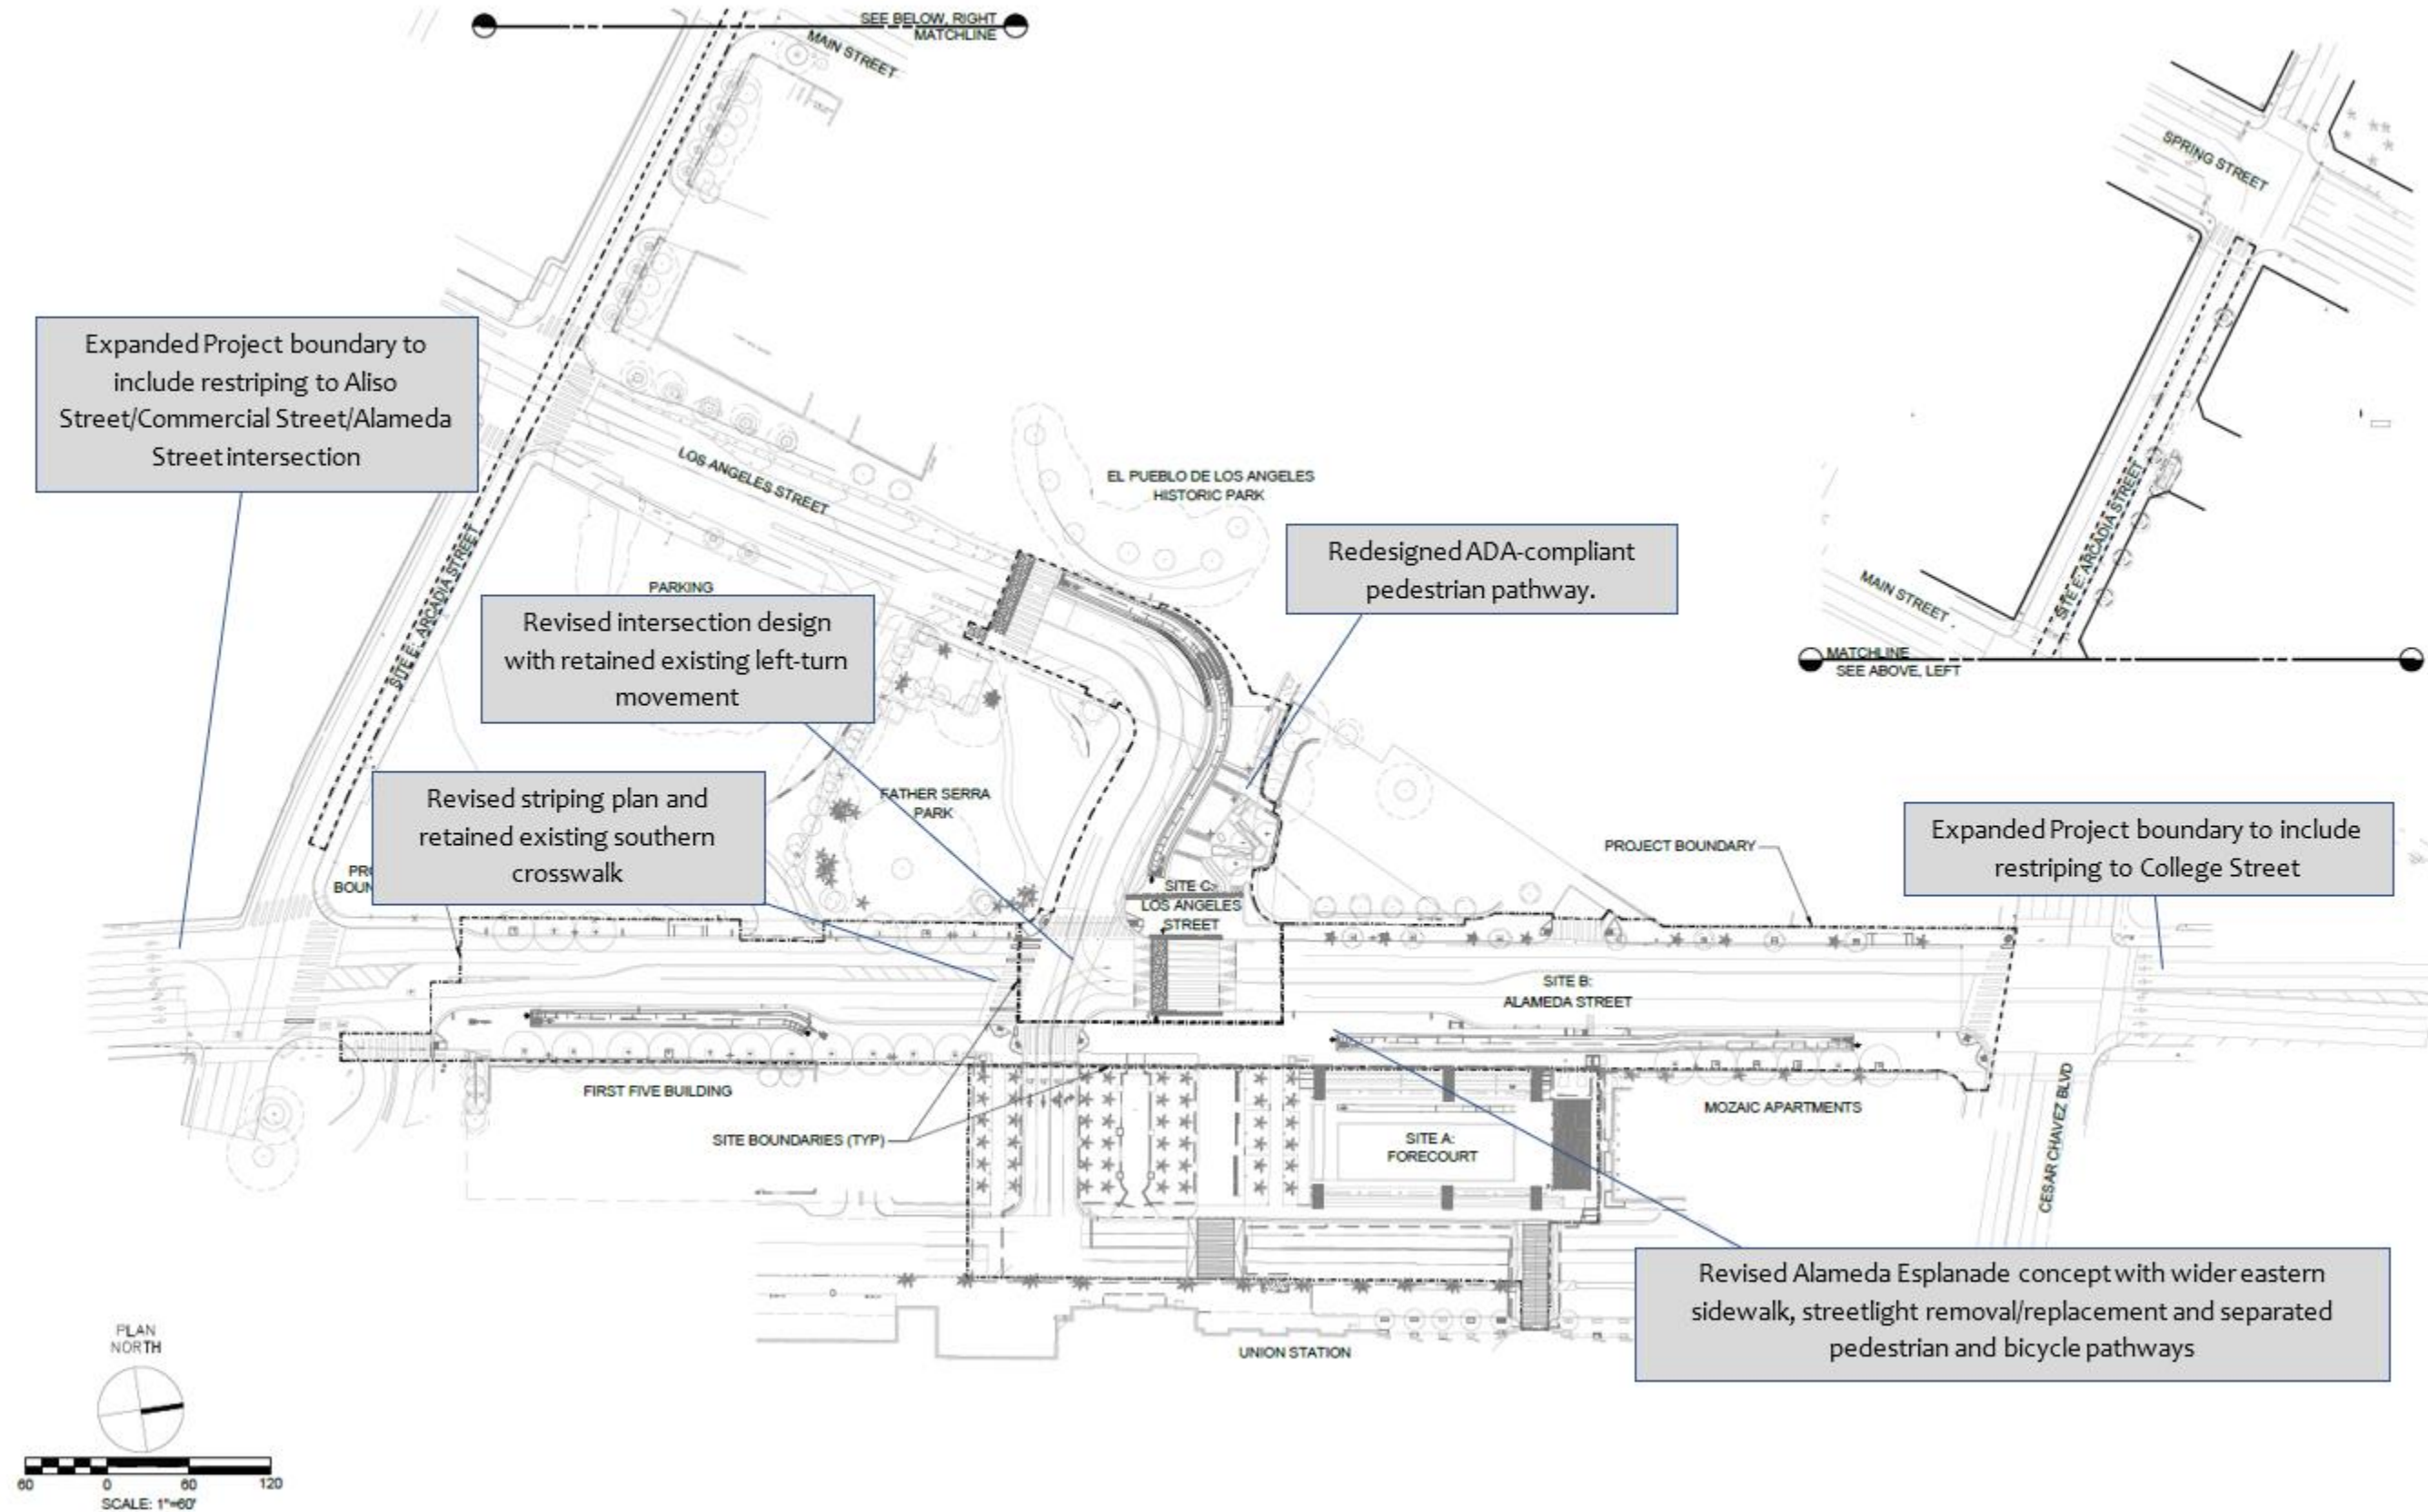 SEE BELOW, RIGHT
MATCHLINE
MAIN STREET
SPRING STREET
Expanded Project boundary to
include restriping to Aliso
Street/Commercial Street/Alameda
Street intersection
LOS ANGELES STREET
EL PUEBLO DE LOS ANGELES
HISTORIC PARK
SITE E: ARCADIA STREET
SITE E: ARCADIA STREET
MAIN STREET
MATCHLINE
SEE ABOVE, LEFT
PARKING
Redesigned ADA-compliant
pedestrian pathway.
Revised intersection design
with retained existing left-turn
movement
Revised striping plan and
retained existing southern
crosswalk
FATHER SERRA
PARK
PROJECT BOUNDARY
Expanded Project boundary to include
restriping to College Street
SITE C:
LOS ANGELES
STREET
SITE B:
ALAMEDA STREET
FIRST FIVE BUILDING
MOZAIC APARTMENTS
SITE BOUNDARIES (TYP)
SITE A:
FORECOURT
CESAR CHAVEZ BLVD
Revised Alameda Esplanade concept with wider eastern
sidewalk, streetlight removal/replacement and separated
pedestrian and bicycle pathways
UNION STATION
PLAN
NORTH
60 0 60 120
SCALE: 1"=60'